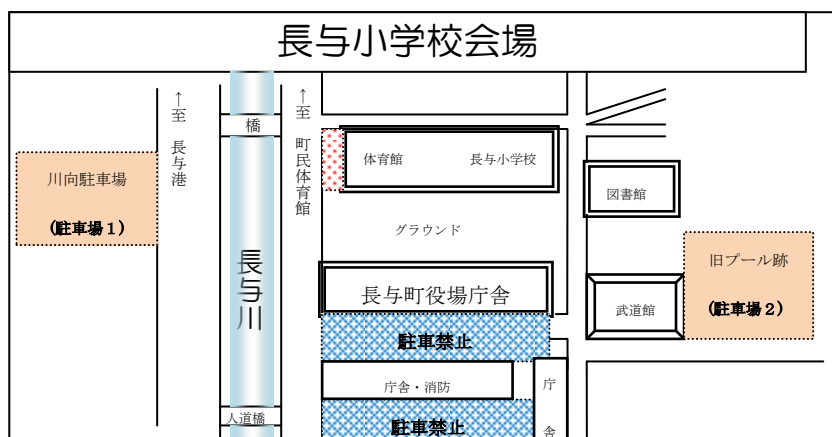 長与小学校会場
↑至 長与港
橋
↑至 町民体育館
体育館
長与小学校
川向駐車場
(駐車場1)
図書館
グラウンド
長与川
長与町役場庁舎
旧プール跡
(駐車場2)
武道館
駐車禁止
庁舎・消防
庁舎
人道橋
駐車禁止